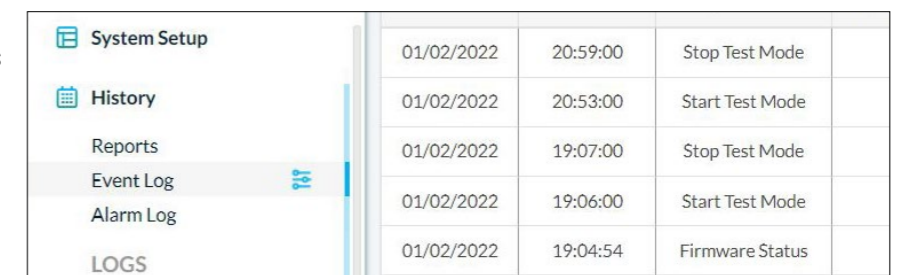 System Setup
History
Reports
Event Log
Alarm Log
LOGS
01/02/2022 20:59:00 Stop Test Mode
01/02/2022 20:53:00 Start Test Mode
01/02/2022 19:07:00 Stop Test Mode
01/02/2022 19:06:00 Start Test Mode
01/02/2022 19:04:54 Firmware Status